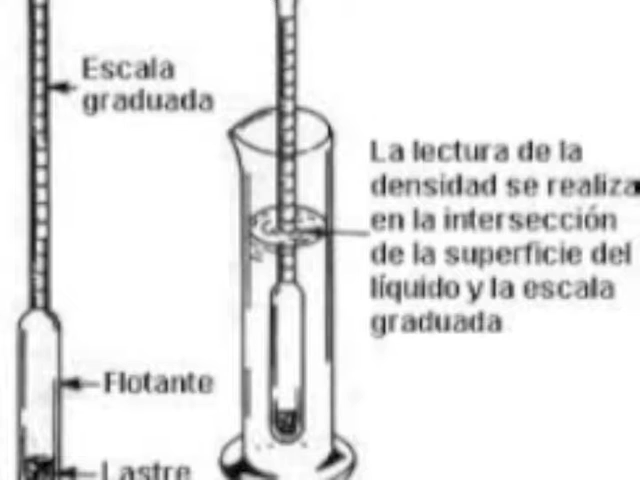 Escala
graduada
La lectura de la
densidad se realiza
en la intersección
de la superficie del
líquido y la escala
graduada
Flotante
Lastre